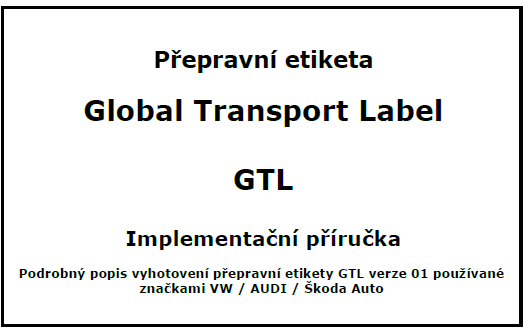 Přepravní etiketa
Global Transport Label
GTL
Implementační příručka
Podrobný popis vyhotovení přepravní etikety GTL verze 01 používané
značkami VW / AUDI / Škoda Auto